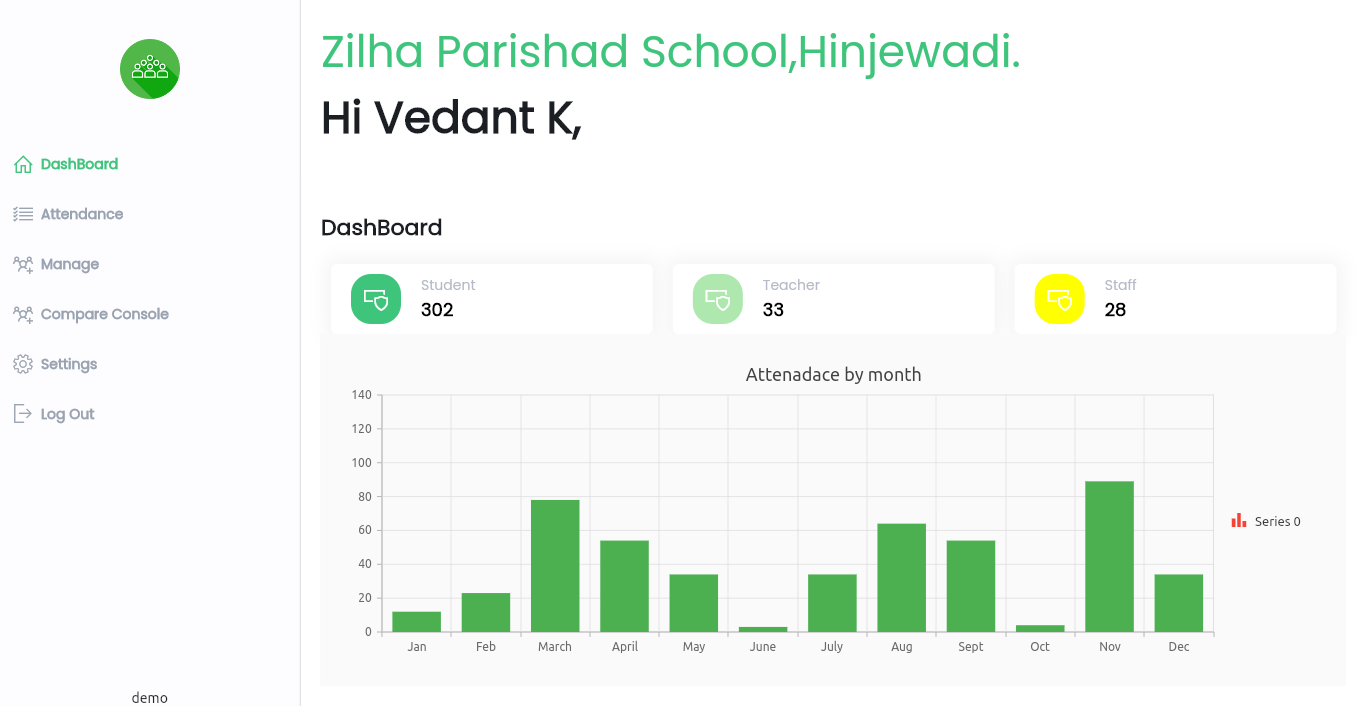 Zilha Parishad School,Hinjewadi.
Hi Vedant K,
DashBoard
Attendance
Manage
Compare Console
Settings
Log Out
demo
DashBoard
Student
302
Teacher
33
Staff
28
Attenadace by month
140
120
100
80
60
40
20
0
Jan Feb March April May June July Aug Sept Oct Nov Dec
Series 0